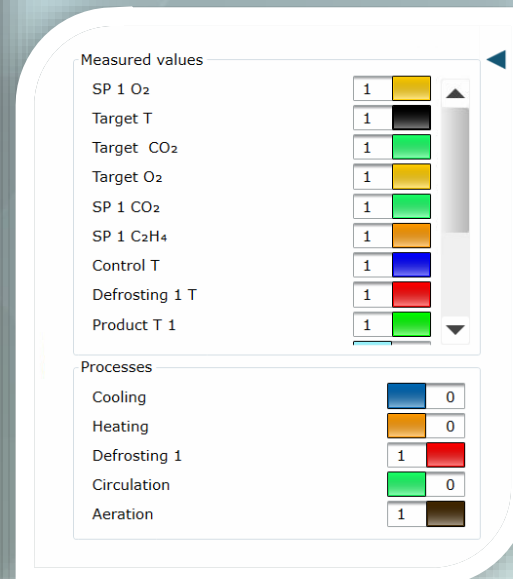 Measured values
SP 1 O₂ 1
Target T 1
Target CO₂ 1
Target O₂ 1
SP 1 CO₂ 1
SP 1 C₂H₄ 1
Control T 1
Defrosting 1 T 1
Product T 1 1
Processes
Cooling 0
Heating 0
Defrosting 1 1
Circulation 0
Aeration 1